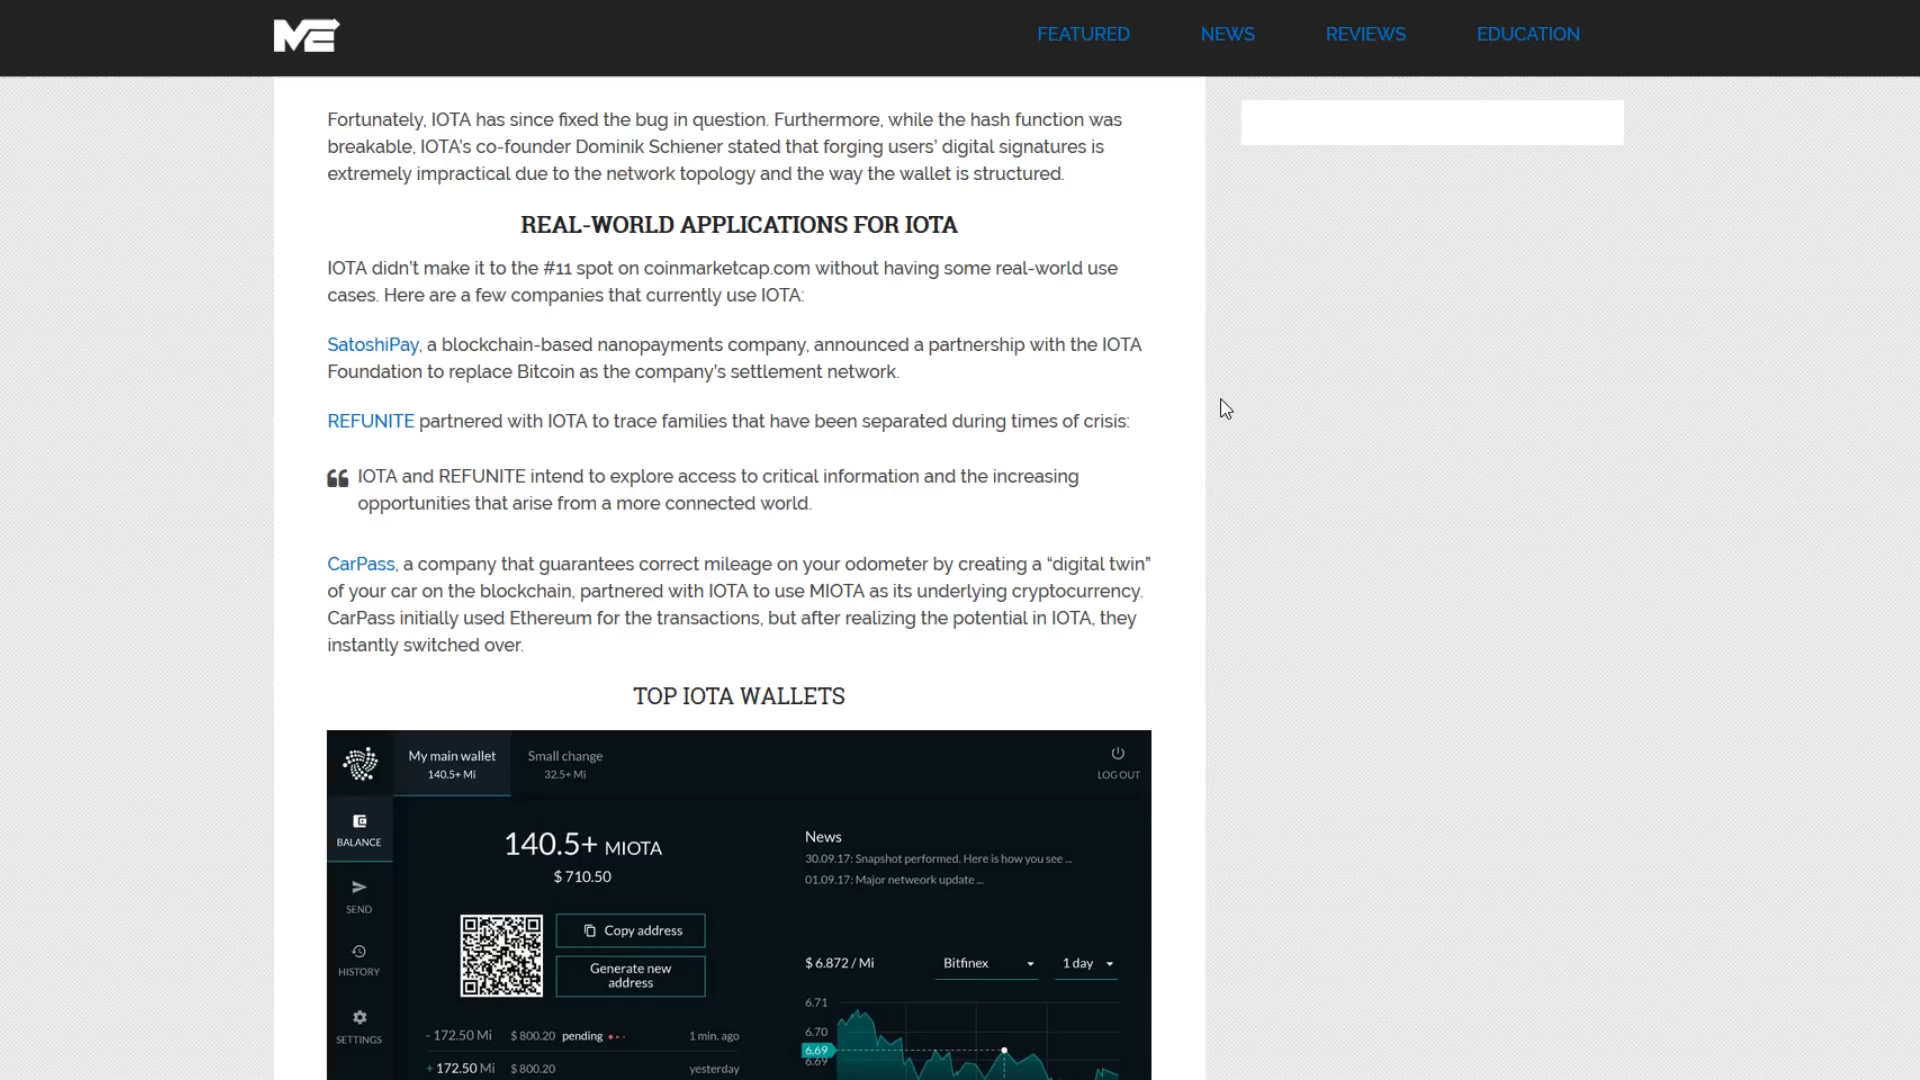 ME
FEATURED
NEWS
REVIEWS
EDUCATION
Fortunately, IOTA has since fixed the bug in question. Furthermore, while the hash function was
breakable, IOTA's co-founder Dominik Schiener stated that forging users' digital signatures is
extremely impractical due to the network topology and the way the wallet is structured.
REAL-WORLD APPLICATIONS FOR IOTA
IOTA didn't make it to the #11 spot on coinmarketcap.com without having some real-world use
cases. Here are a few companies that currently use IOTA:
SatoshiPay, a blockchain-based nanopayments company, announced a partnership with the IOTA
Foundation to replace Bitcoin as the company's settlement network.
REFUNITE partnered with IOTA to trace families that have been separated during times of crisis:
IOTA and REFUNITE intend to explore access to critical information and the increasing
opportunities that arise from a more connected world.
CarPass, a company that guarantees correct mileage on your odometer by creating a “digital twin”
of your car on the blockchain, partnered with IOTA to use MIOTA as its underlying cryptocurrency.
CarPass initially used Ethereum for the transactions, but after realizing the potential in IOTA, they
instantly switched over.
TOP IOTA WALLETS
My main wallet
140.5+ Mi
Small change
32.5+ Mi
LOG OUT
BALANCE
SEND
HISTORY
SETTINGS
140.5+ MIOTA
$ 710.50
Copy address
Generate new
address
- 172.50 Mi $ 800.20 pending 1 min. ago
+ 172.50 Mi $ 800.20 yesterday
News
30.09.17: Snapshot performed. Here is how you see ...
01.09.17: Major netweork update ...
$ 6.872 / Mi
Bitfinex
1 day
6.71
6.70
6.69
6.69